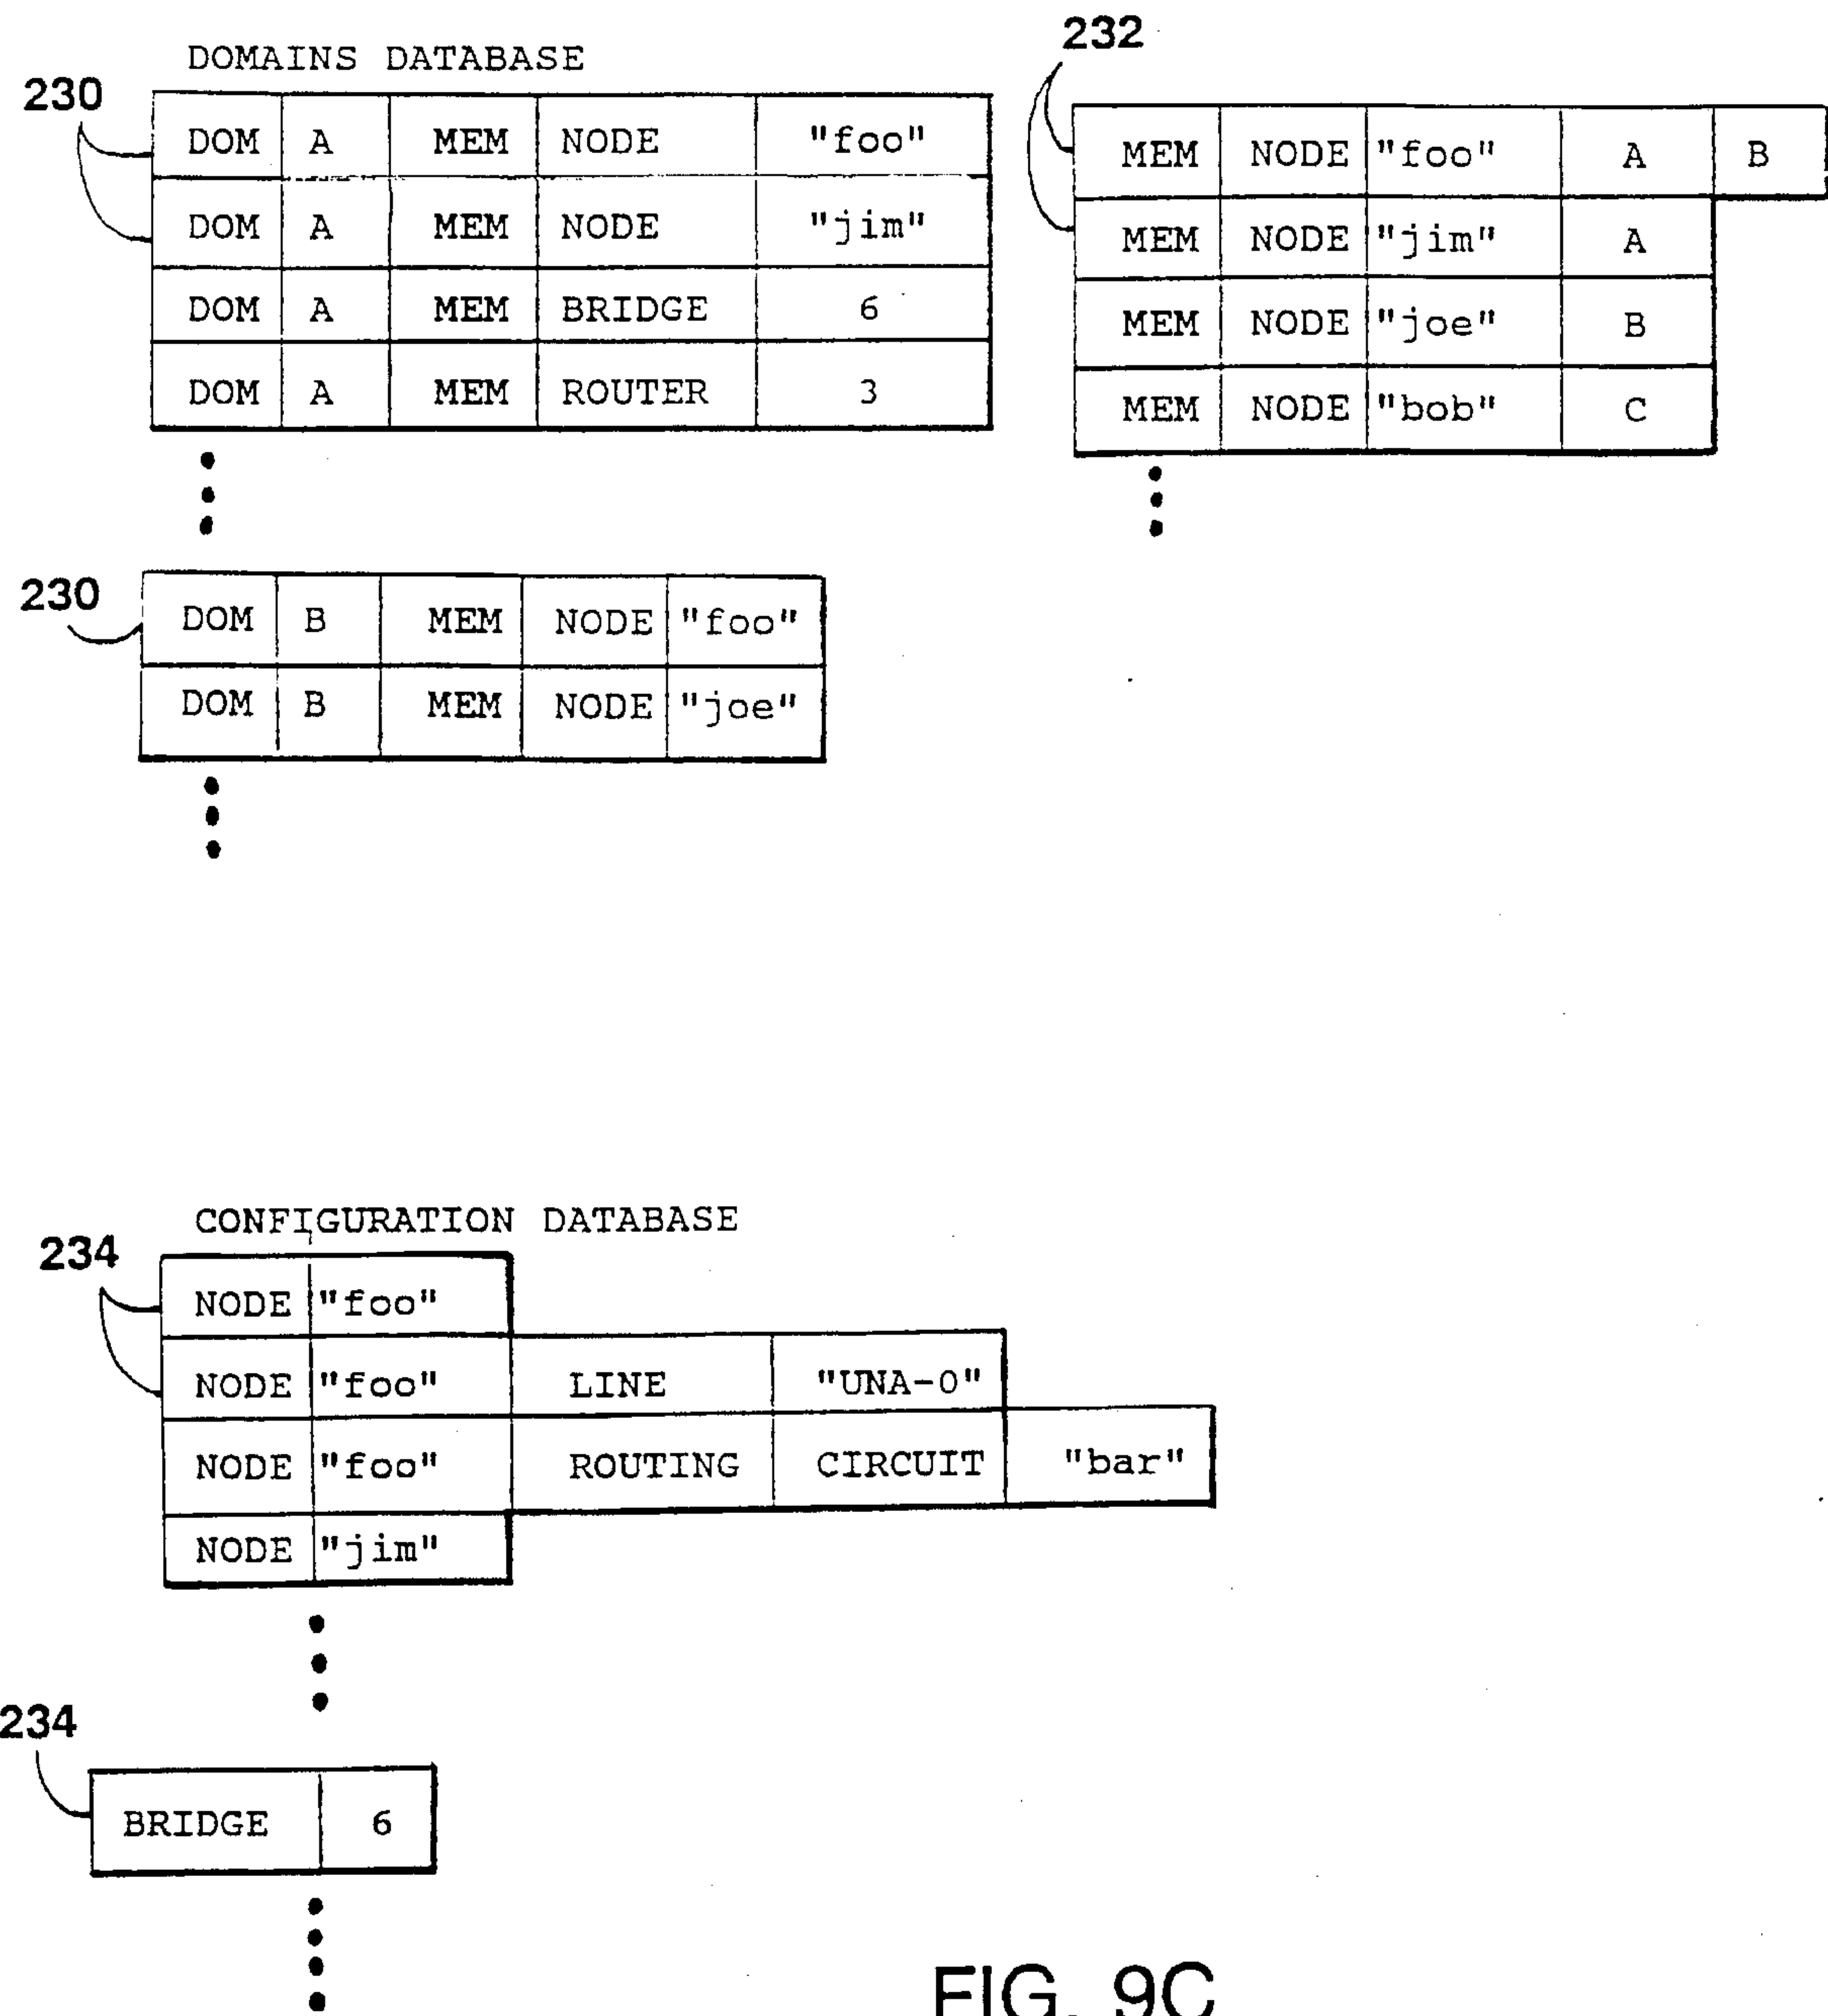 DOMAINS DATABASE
230
DOM A MEM NODE "foo"
DOM A MEM NODE "jim"
DOM A MEM BRIDGE 6
DOM A MEM ROUTER 3
232
MEM NODE "foo" A B
MEM NODE "jim" A
MEM NODE "joe" B
MEM NODE "bob" C
230
DOM B MEM NODE "foo"
DOM B MEM NODE "joe"
CONFIGURATION DATABASE
234
NODE "foo"
NODE "foo" LINE "UNA-0"
NODE "foo" ROUTING CIRCUIT "bar"
NODE "jim"
234
BRIDGE 6
FIG. 9C